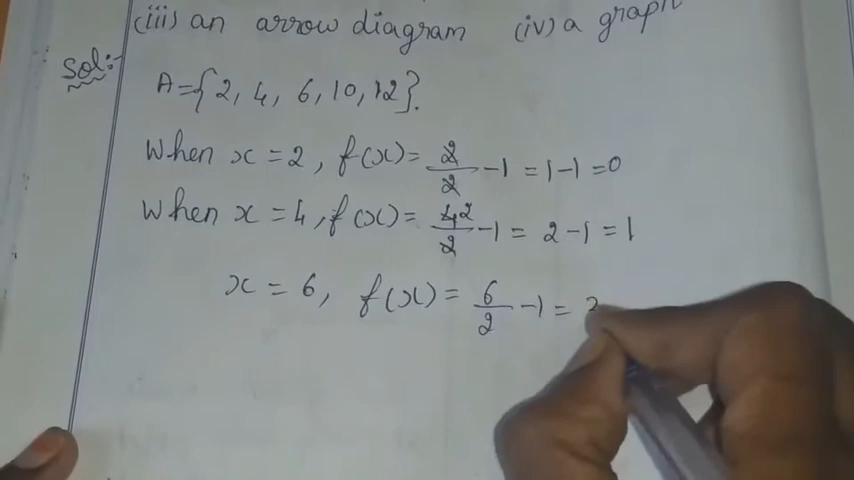 (iii) an arrow diagram (iv) a graph
Sol:-
A={2, 4, 6, 10, 12}.
When x=2, f(x)= 2/2 -1 = 1-1 =0
When x=4, f(x)= 4 2/2 -1 = 2-1 =1
x = 6, f(x)= 6/2 -1 =